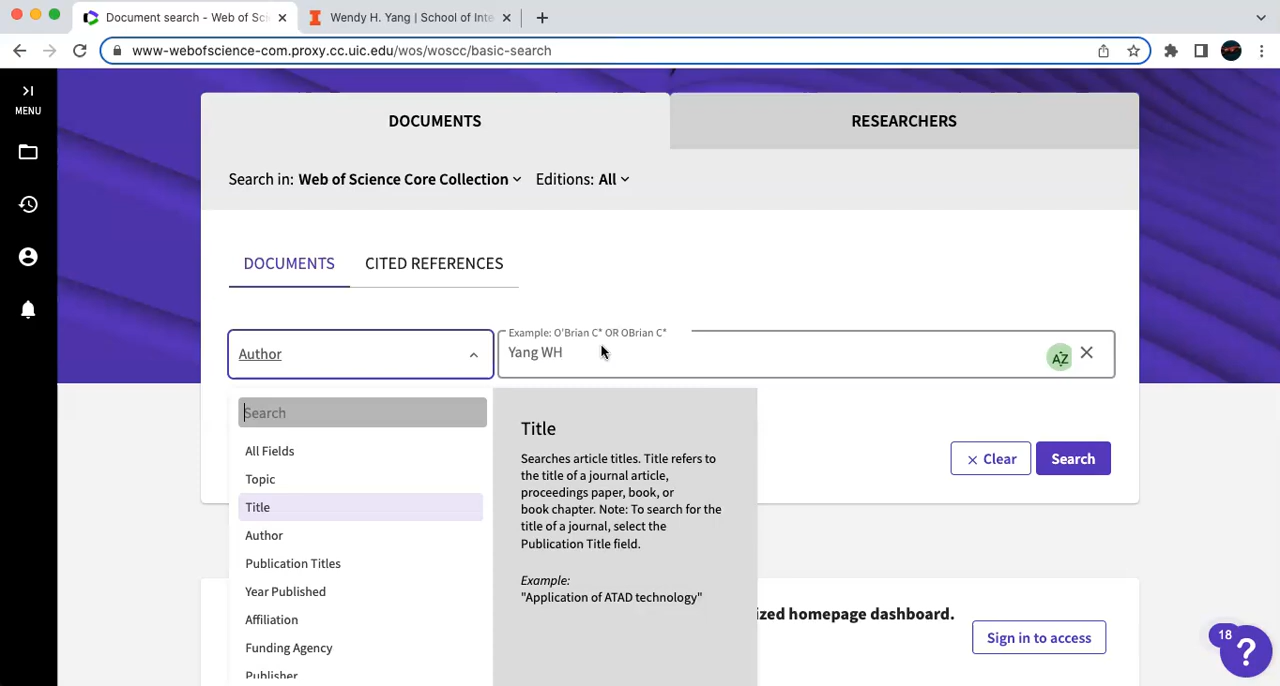 Document search - Web of Sci
Wendy H. Yang | School of Inte
www-webofscience-com.proxy.cc.uic.edu/wos/woscc/basic-search
MENU
DOCUMENTS
RESEARCHERS
Search in: Web of Science Core Collection
Editions: All
DOCUMENTS
CITED REFERENCES
Author
Example: O'Brian C* OR OBrian C*
Yang WH
AZ
Search
All Fields
Topic
Title
Author
Publication Titles
Year Published
Affiliation
Funding Agency
Publisher
Title
Searches article titles. Title refers to
the title of a journal article,
proceedings paper, book, or
book chapter. Note: To search for the
title of a journal, select the
Publication Title field.
Example:
"Application of ATAD technology"
× Clear
Search
ized homepage dashboard.
Sign in to access
18
?